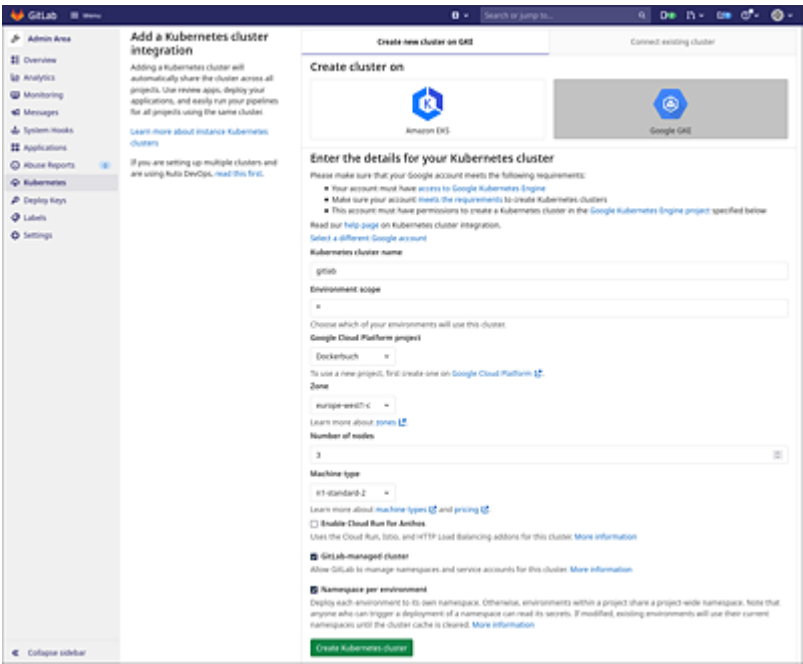 GitLab
Menu
Search or jump to...
Admin Area
Overview
Analytics
Monitoring
Messages
System Hooks
Applications
Abuse Reports
Kubernetes
Deploy Keys
Labels
Settings
Collapse sidebar
Add a Kubernetes cluster
integration
Adding a Kubernetes cluster will
automatically share the cluster across all
projects. Use review apps, deploy your
applications, and easily run your pipelines
for all projects using the same cluster.
Learn more about instance Kubernetes
clusters
If you are setting up multiple clusters and
are using Auto DevOps, read this first.
Create new cluster on GKE
Connect existing cluster
Create cluster on
Amazon EKS
Google GKE
Enter the details for your Kubernetes cluster
Please make sure that your Google account meets the following requirements:
Your account must have access to Google Kubernetes Engine
Make sure your account meets the requirements to create Kubernetes clusters
This account must have permissions to create a Kubernetes cluster in the Google Kubernetes Engine project specified below
Read our help page on Kubernetes cluster integration.
Select a different Google account
Kubernetes cluster name
gitlab
Environment scope
*
Choose which of your environments will use this cluster.
Google Cloud Platform project
Dockerbuch
To use a new project, first create one on Google Cloud Platform.
Zone
europe-west1-c
Learn more about zones.
Number of nodes
3
Machine type
n1-standard-2
Learn more about machine types and pricing.
Enable Cloud Run for Anthos
Uses the Cloud Run, Istio, and HTTP Load Balancing addons for this cluster. More information
GitLab-managed cluster
Allow GitLab to manage namespaces and service accounts for this cluster. More information
Namespace per environment
Deploy each environment to its own namespace. Otherwise, environments within a project share a project-wide namespace. Note that
anyone who can trigger a deployment of a namespace can read its secrets. If modified, existing environments will use their current
namespaces until the cluster cache is cleared. More information
Create Kubernetes cluster